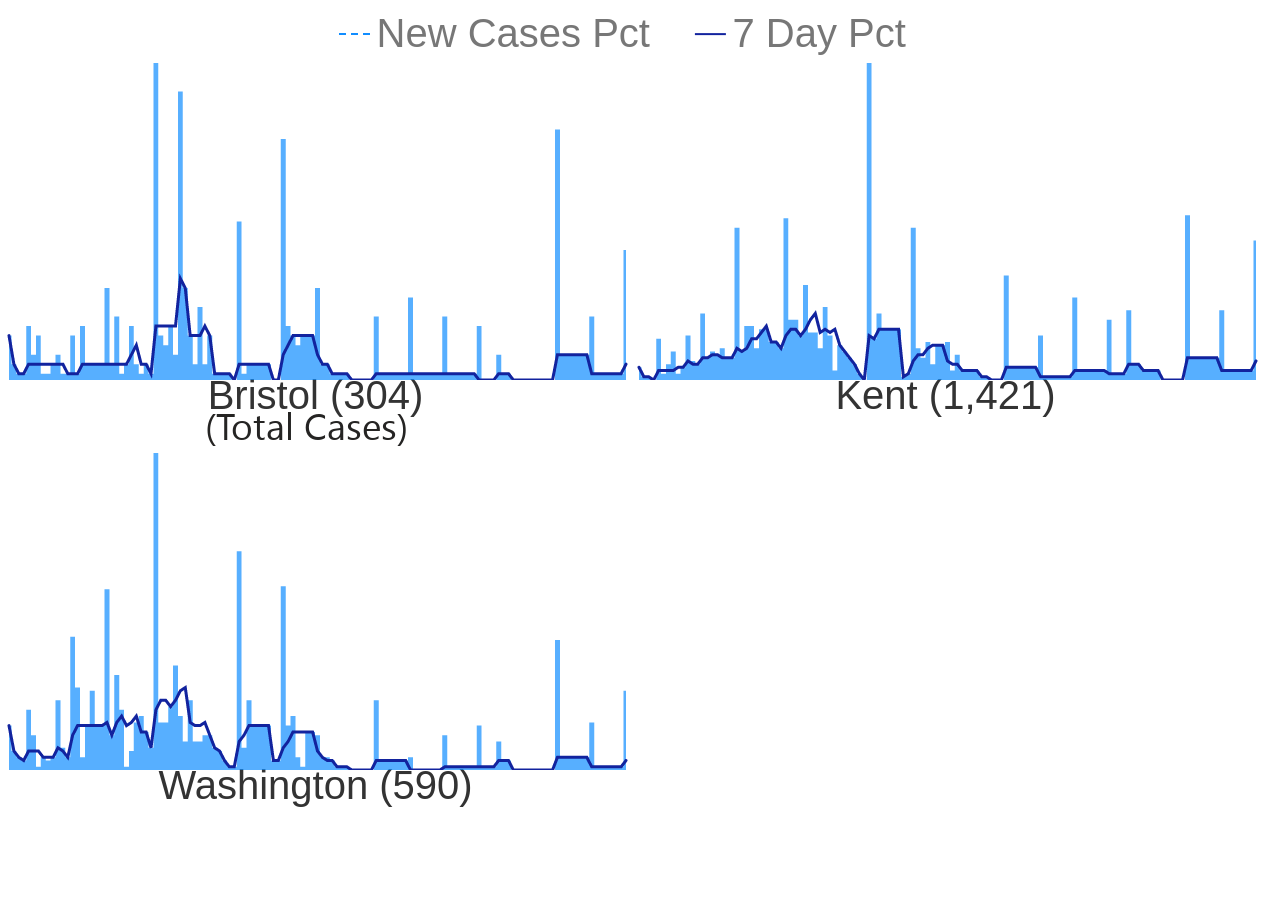 New Cases Pct 7 Day Pct
Bristol (304)
(Total Cases)
Kent (1,421)
Washington (590)